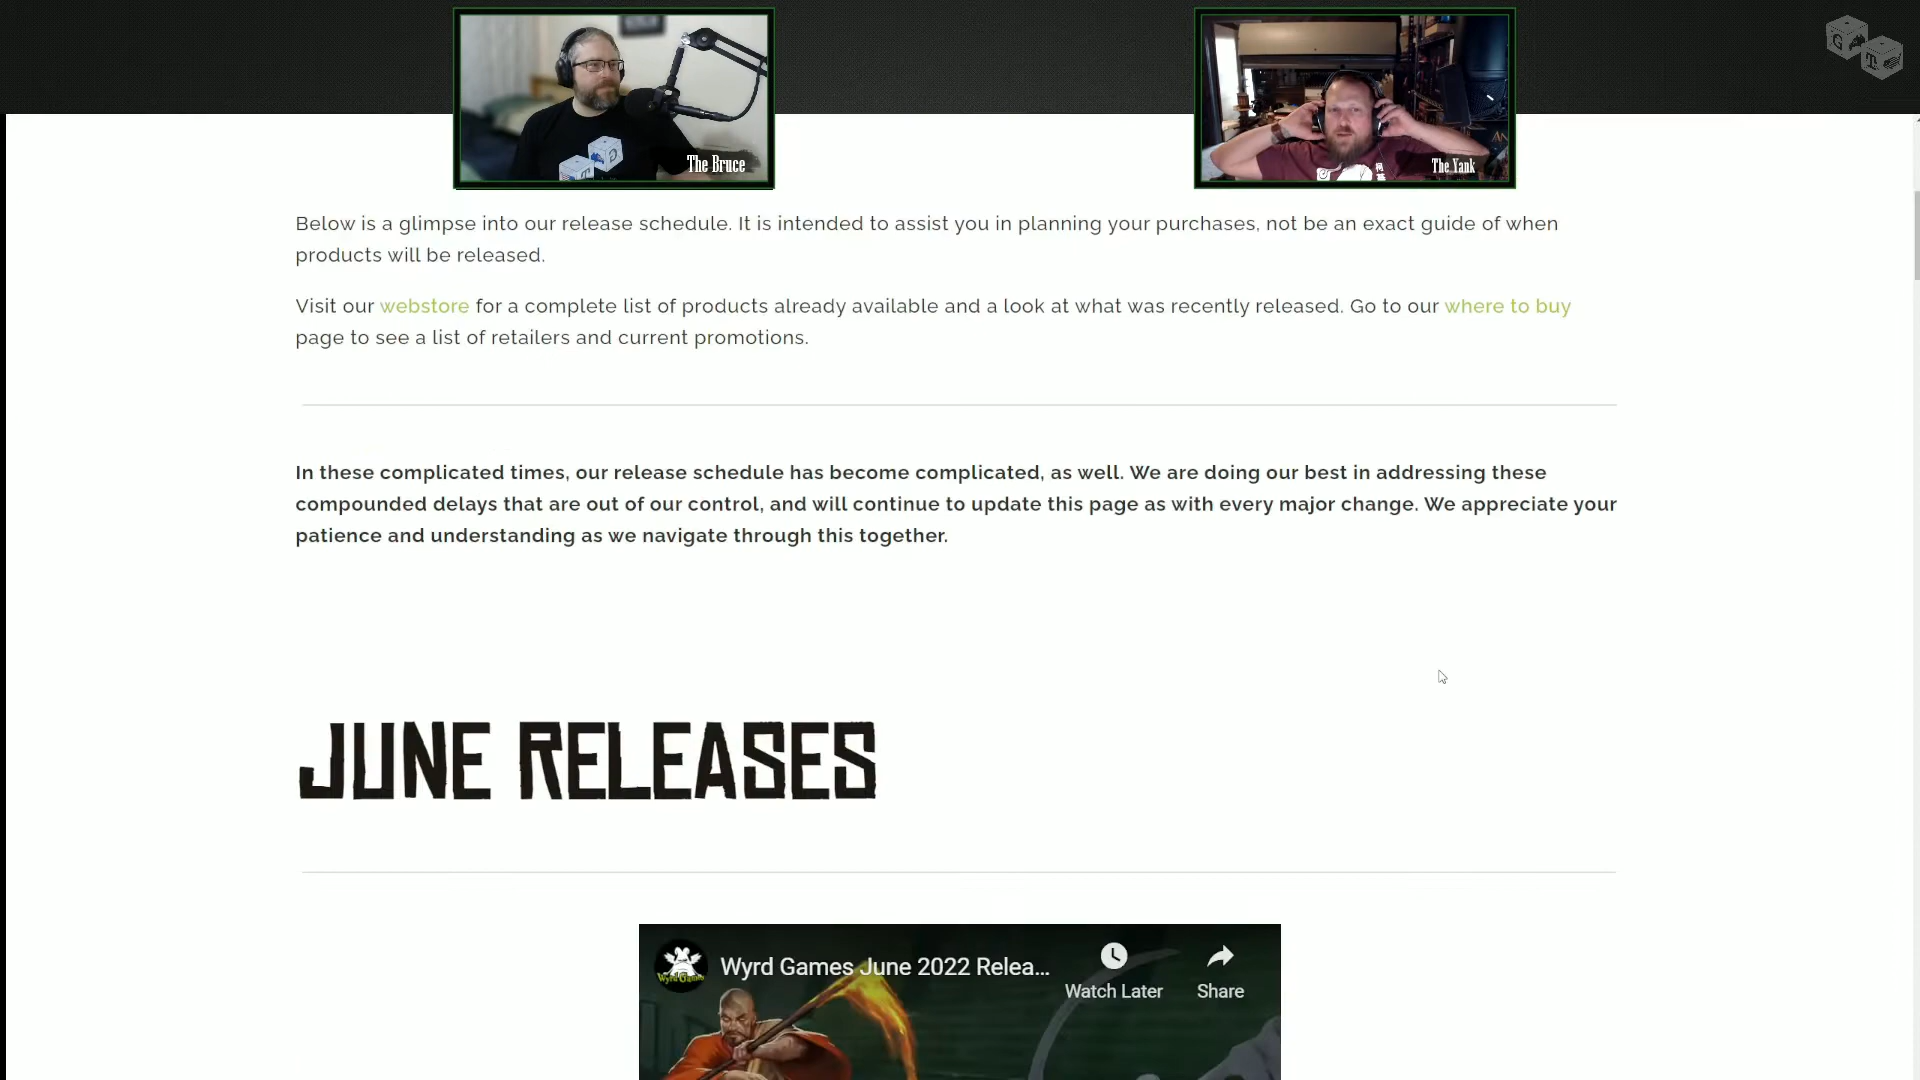 The Bruce
The Yank
G
T
Below is a glimpse into our release schedule. It is intended to assist you in planning your purchases, not be an exact guide of when
products will be released.
Visit our webstore for a complete list of products already available and a look at what was recently released. Go to our where to buy
page to see a list of retailers and current promotions.
In these complicated times, our release schedule has become complicated, as well. We are doing our best in addressing these
compounded delays that are out of our control, and will continue to update this page as with every major change. We appreciate your
patience and understanding as we navigate through this together.
JUNE RELEASES
Wyrd Games
Wyrd Games June 2022 Relea...
Watch Later
Share